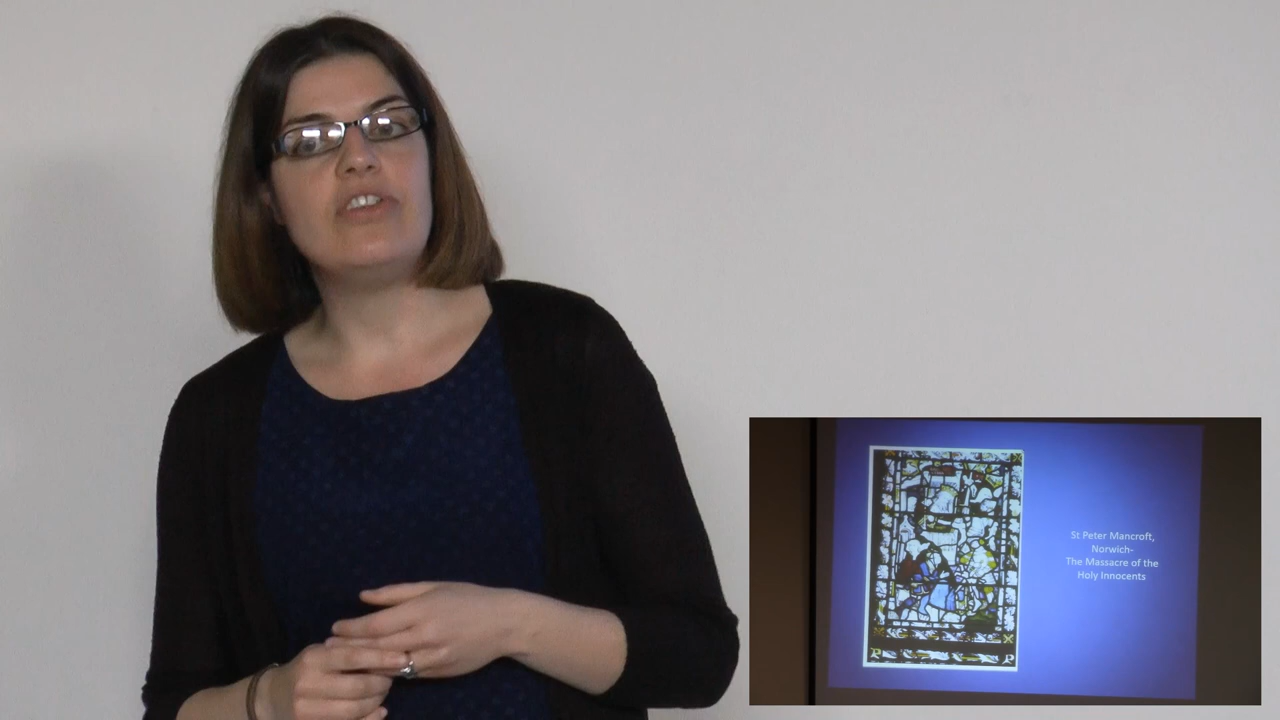 St Peter Mancroft,
Norwich-
The Massacre of the
Holy Innocents